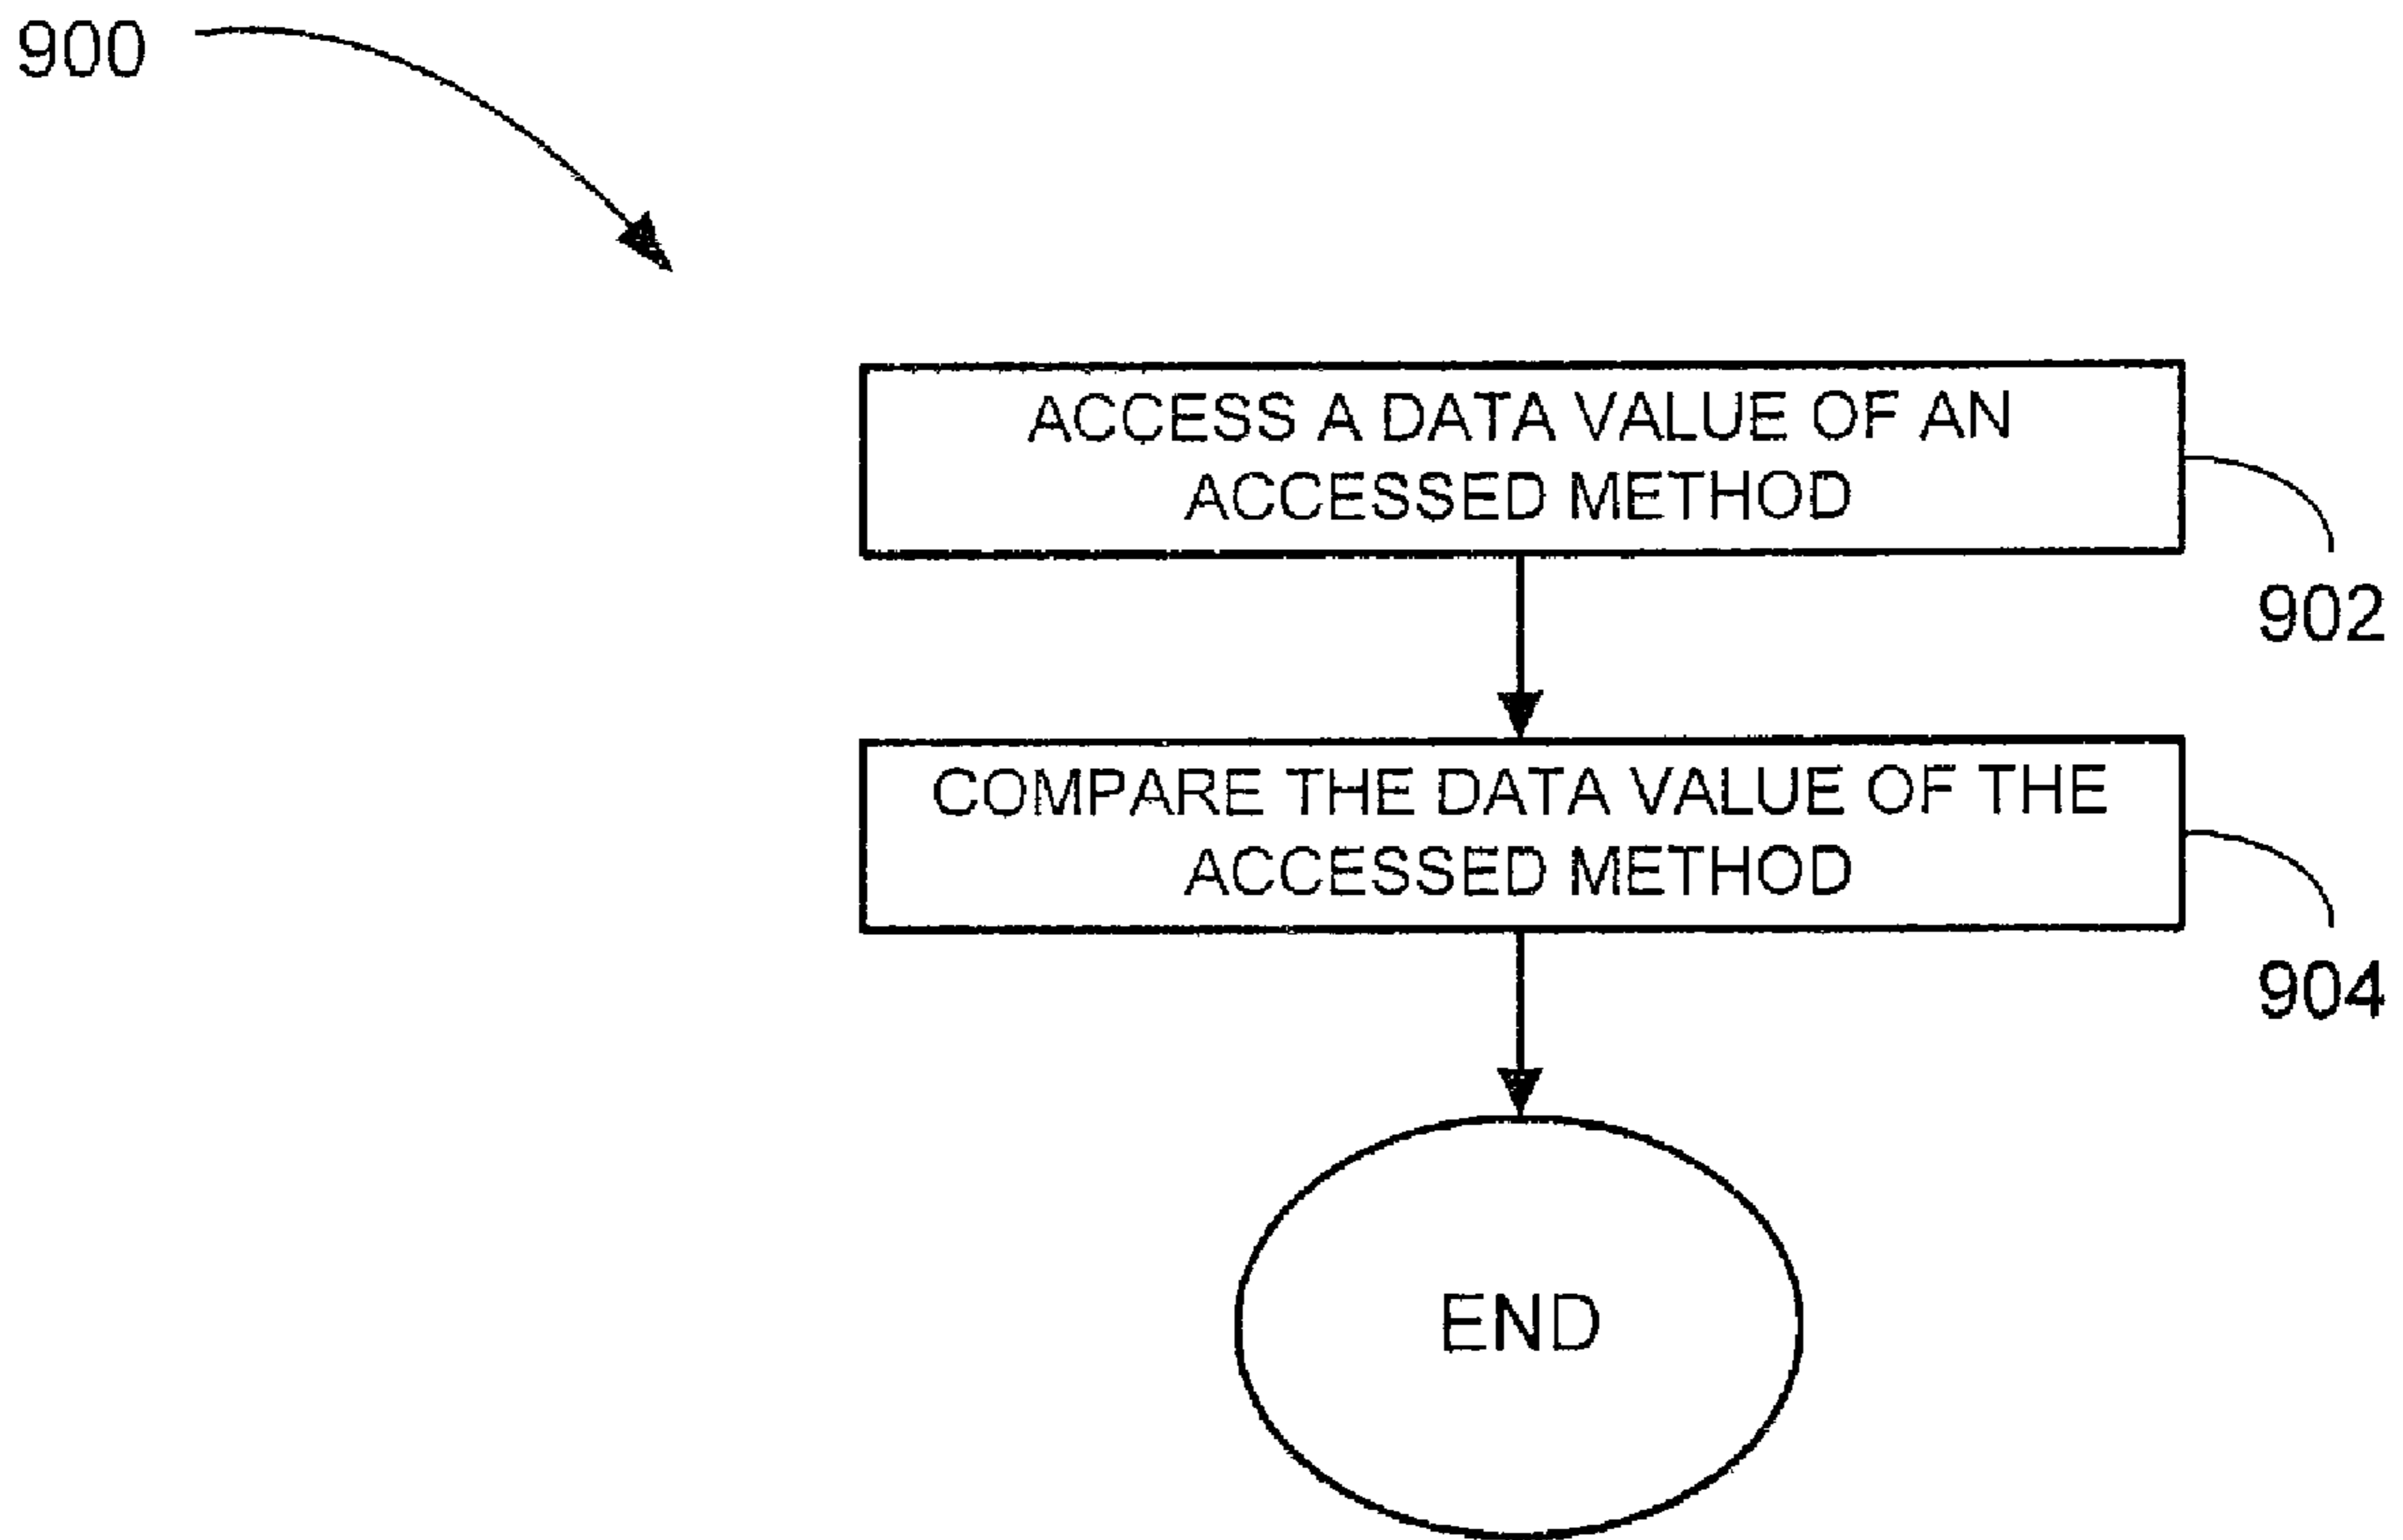 900
ACCESS A DATA VALUE OF AN
ACCESSED METHOD
902
COMPARE THE DATA VALUE OF THE
ACCESSED METHOD
904
END